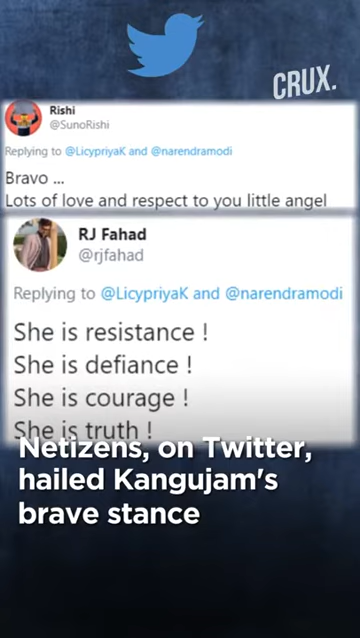 CRUX.
Rishi
@SunoRishi
Replying to @LicypriyaK and @narendramodi
Bravo ...
Lots of love and respect to you little angel
RJ Fahad
@rjfahad
Replying to @LicypriyaK and @narendramodi
She is resistance !
She is defiance !
She is courage !
She is truth !
Netizens, on Twitter,
hailed Kangujam's
brave stance